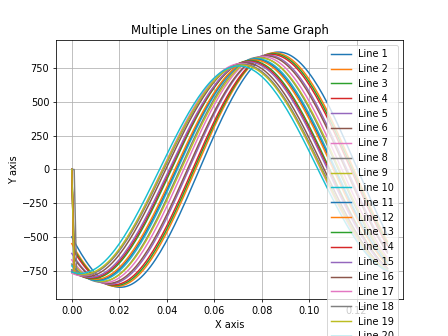 Multiple Lines on the Same Graph
Y axis
750
500
250
0
−250
−500
−750
0.00
0.02
0.04
0.06
0.08
0.10
X axis
Line 1
Line 2
Line 3
Line 4
Line 5
Line 6
Line 7
Line 8
Line 9
Line 10
Line 11
Line 12
Line 13
Line 14
Line 15
Line 16
Line 17
Line 18
Line 19
Line 20